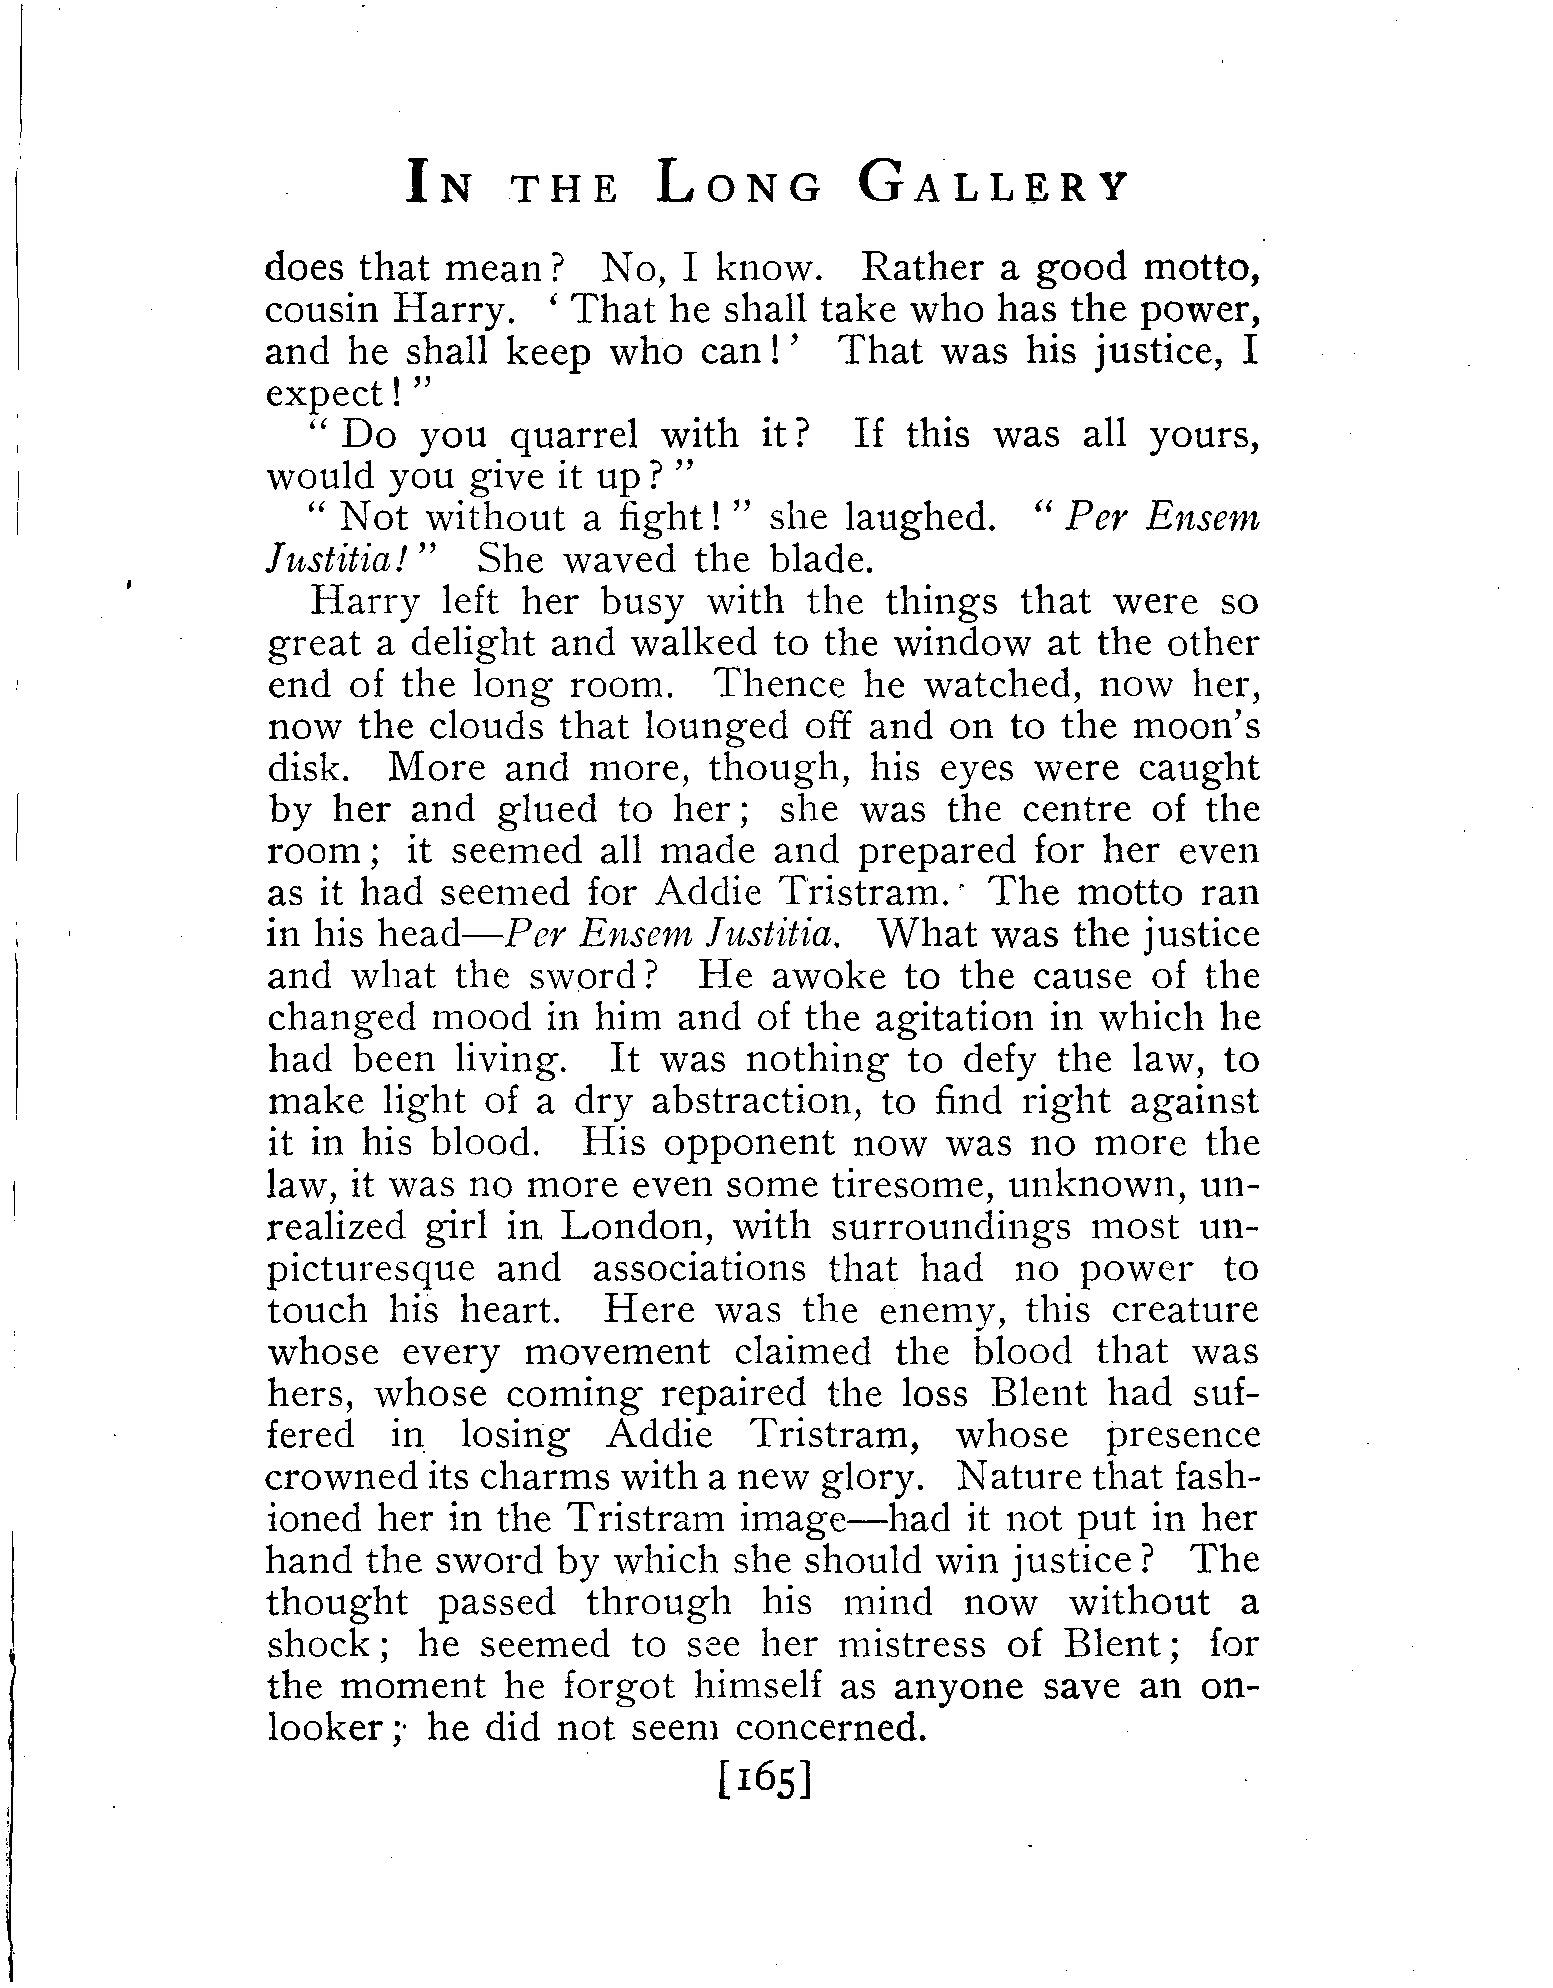 In the Long Gallery
does that mean? No, I know. Rather a good motto,
cousin Harry. ‘That he shall take who has the power,
and he shall keep who can!’ That was his justice, I
expect!”
“Do you quarrel with it? If this was all yours,
would you give it up?”
“Not without a fight!” she laughed. “Per Ensem
Justitia!” She waved the blade.
Harry left her busy with the things that were so
great a delight and walked to the window at the other
end of the long room. Thence he watched, now her,
now the clouds that lounged off and on to the moon's
disk. More and more, though, his eyes were caught
by her and glued to her; she was the centre of the
room; it seemed all made and prepared for her even
as it had seemed for Addie Tristram. The motto ran
in his head—Per Ensem Justitia. What was the justice
and what the sword? He awoke to the cause of the
changed mood in him and of the agitation in which he
had been living. It was nothing to defy the law, to
make light of a dry abstraction, to find right against
it in his blood. His opponent now was no more the
law, it was no more even some tiresome, unknown, un-
realized girl in London, with surroundings most un-
picturesque and associations that had no power to
touch his heart. Here was the enemy, this creature
whose every movement claimed the blood that was
hers, whose coming repaired the loss Blent had suf-
fered in losing Addie Tristram, whose presence
crowned its charms with a new glory. Nature that fash-
ioned her in the Tristram image—had it not put in her
hand the sword by which she should win justice? The
thought passed through his mind now without a
shock; he seemed to see her mistress of Blent; for
the moment he forgot himself as anyone save an on-
looker; he did not seem concerned.
[165]